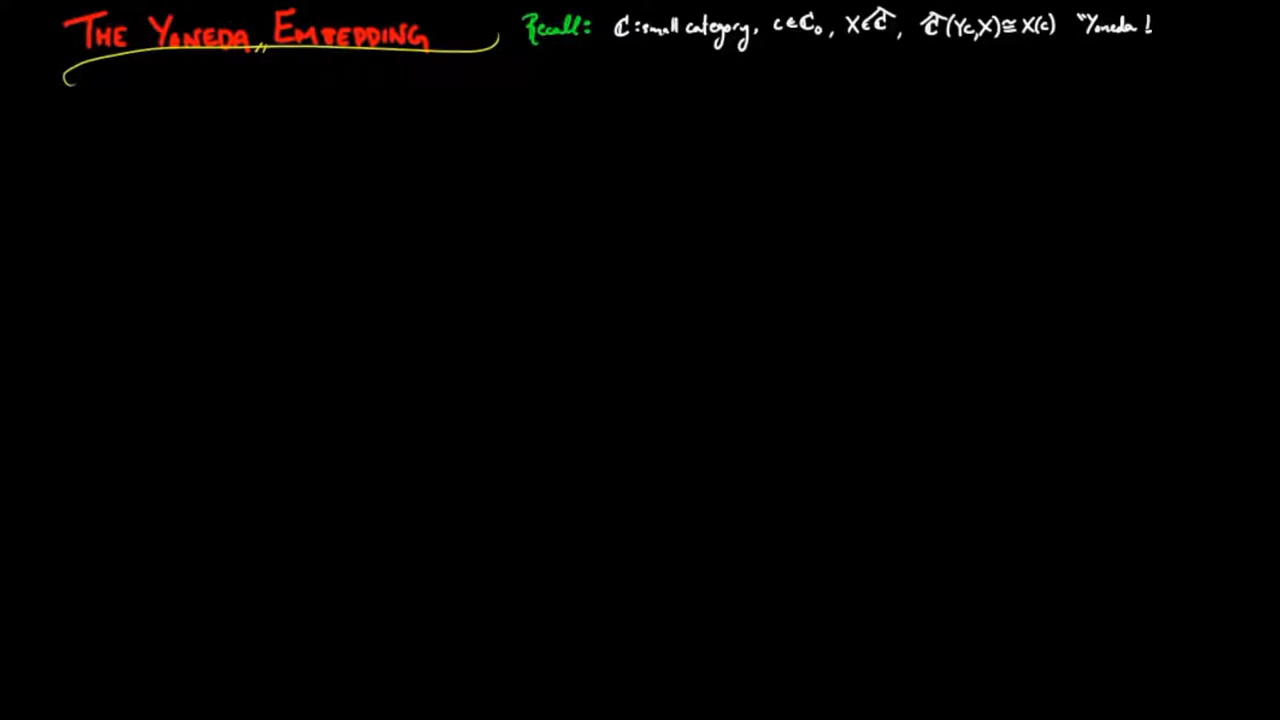 THE YONEDA EMBEDDING
Recall: ℂ: small category, c∈ℂ₀, X∈ℂ̂, ℂ̂(Yc,X)≅X(c) "Yoneda!